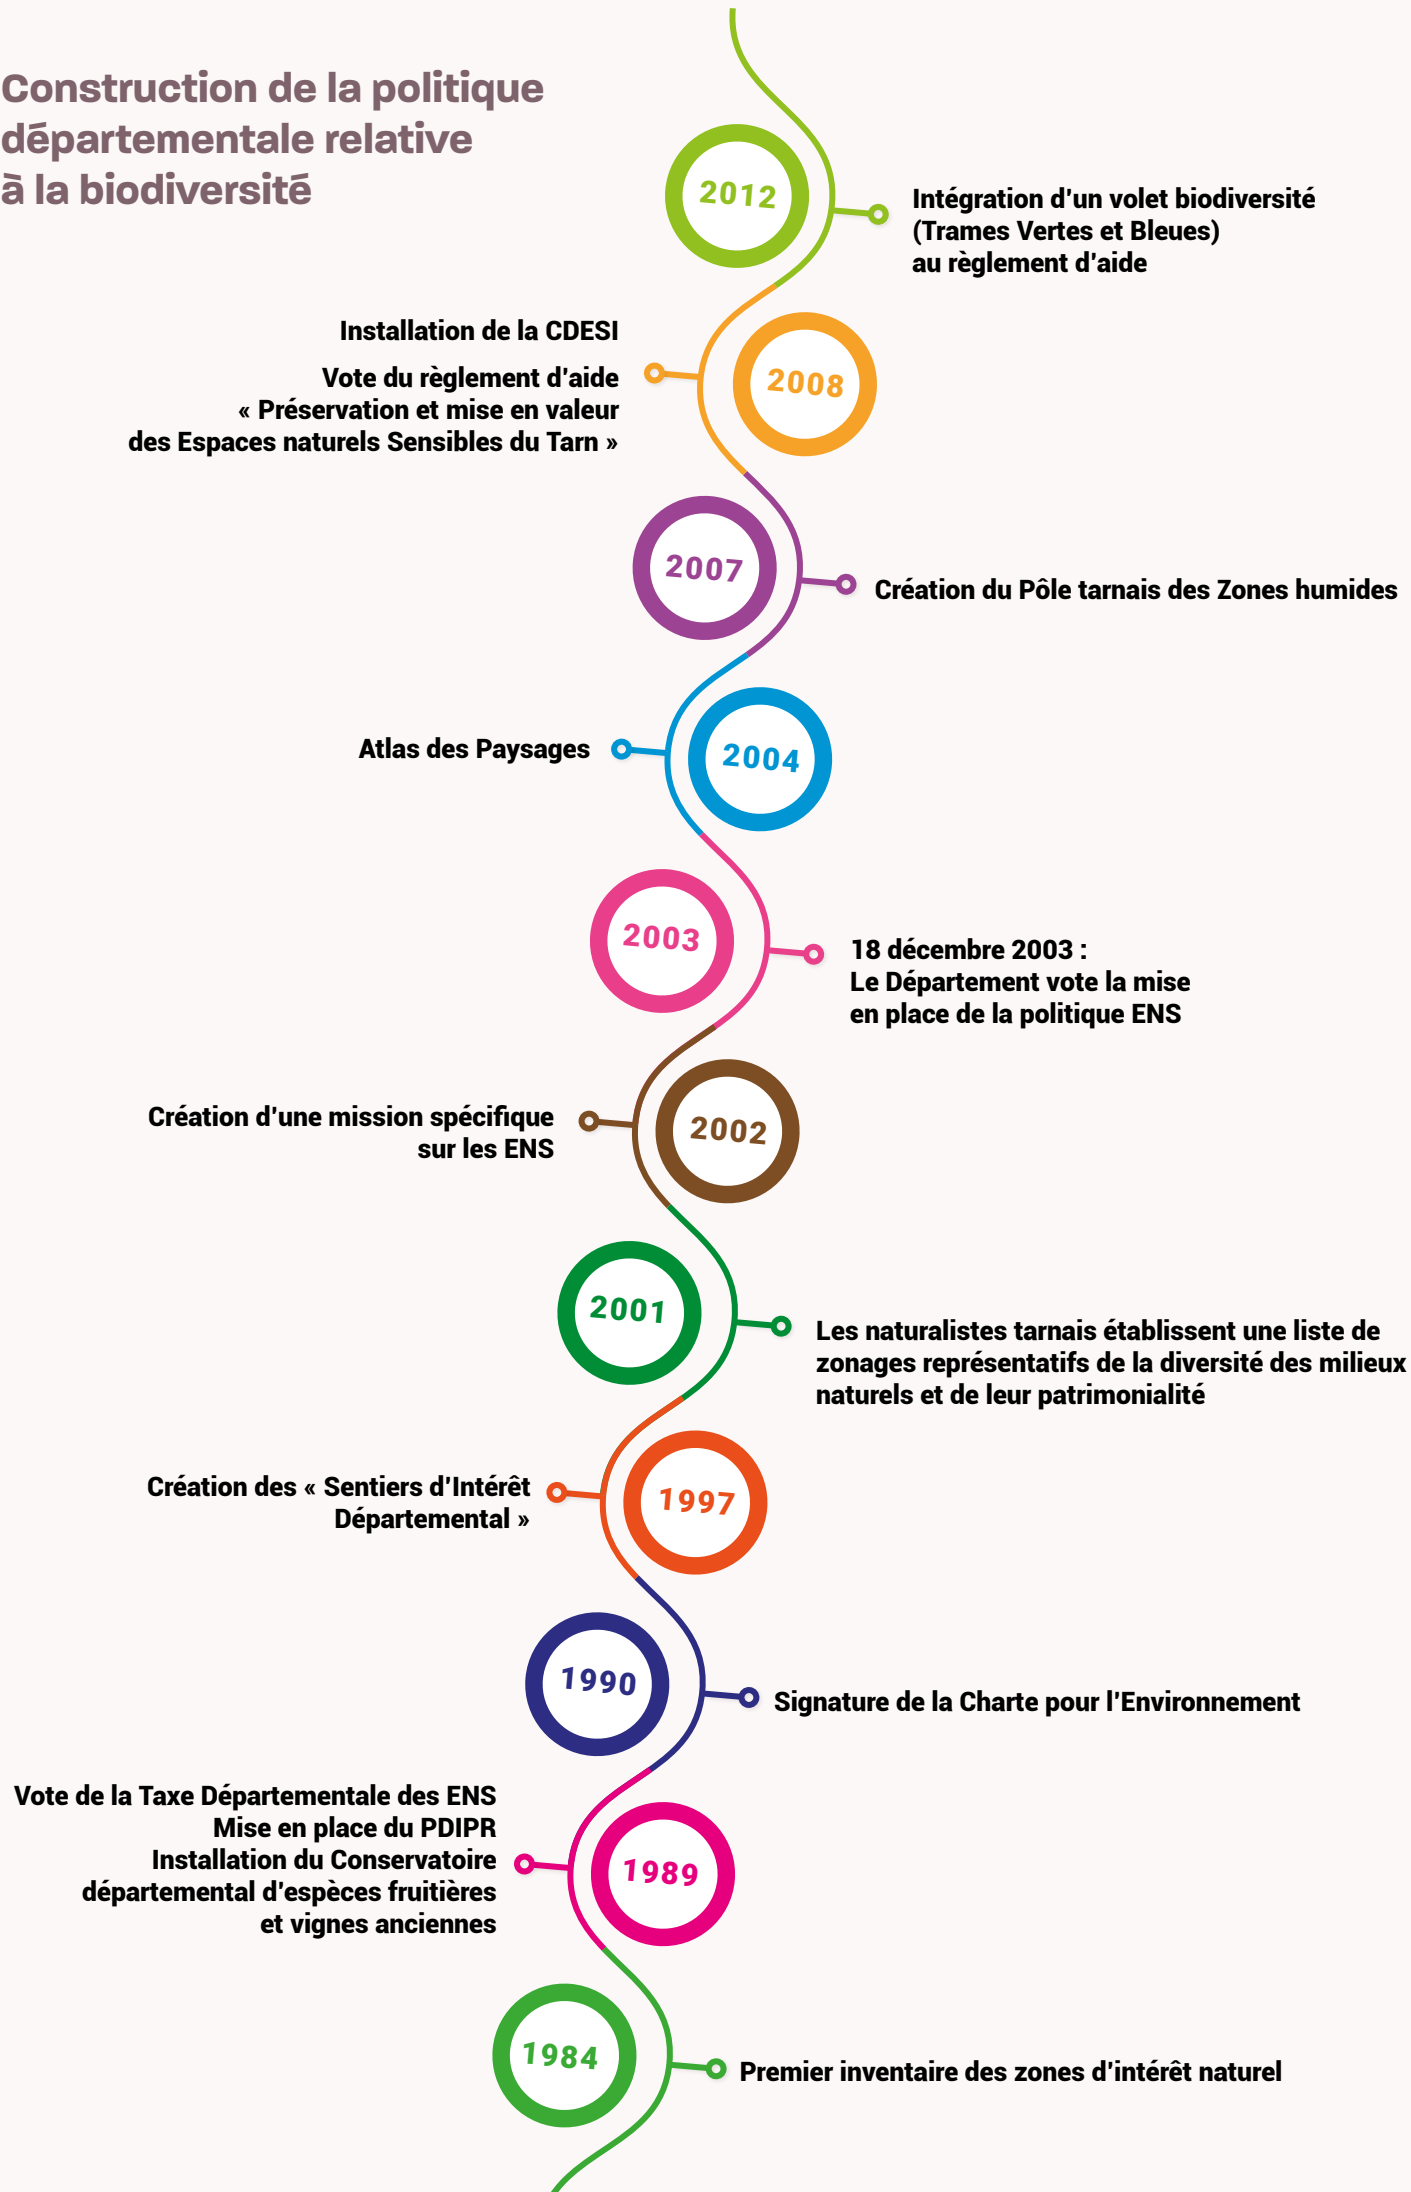 Construction de la politique
départementale relative
à la biodiversité
2012
Intégration d'un volet biodiversité
(Trames Vertes et Bleues)
au règlement d'aide
Installation de la CDESI
Vote du règlement d'aide
« Préservation et mise en valeur
des Espaces naturels Sensibles du Tarn »
2008
2007
Création du Pôle tarnais des Zones humides
Atlas des Paysages
2004
2003
18 décembre 2003 :
Le Département vote la mise
en place de la politique ENS
Création d'une mission spécifique
sur les ENS
2002
2001
Les naturalistes tarnais établissent une liste de
zonages représentatifs de la diversité des milieux
naturels et de leur patrimonialité
Création des « Sentiers d'Intérêt
Départemental »
1997
1990
Signature de la Charte pour l'Environnement
Vote de la Taxe Départementale des ENS
Mise en place du PDIPR
Installation du Conservatoire
départemental d'espèces fruitières
et vignes anciennes
1989
1984
Premier inventaire des zones d'intérêt naturel